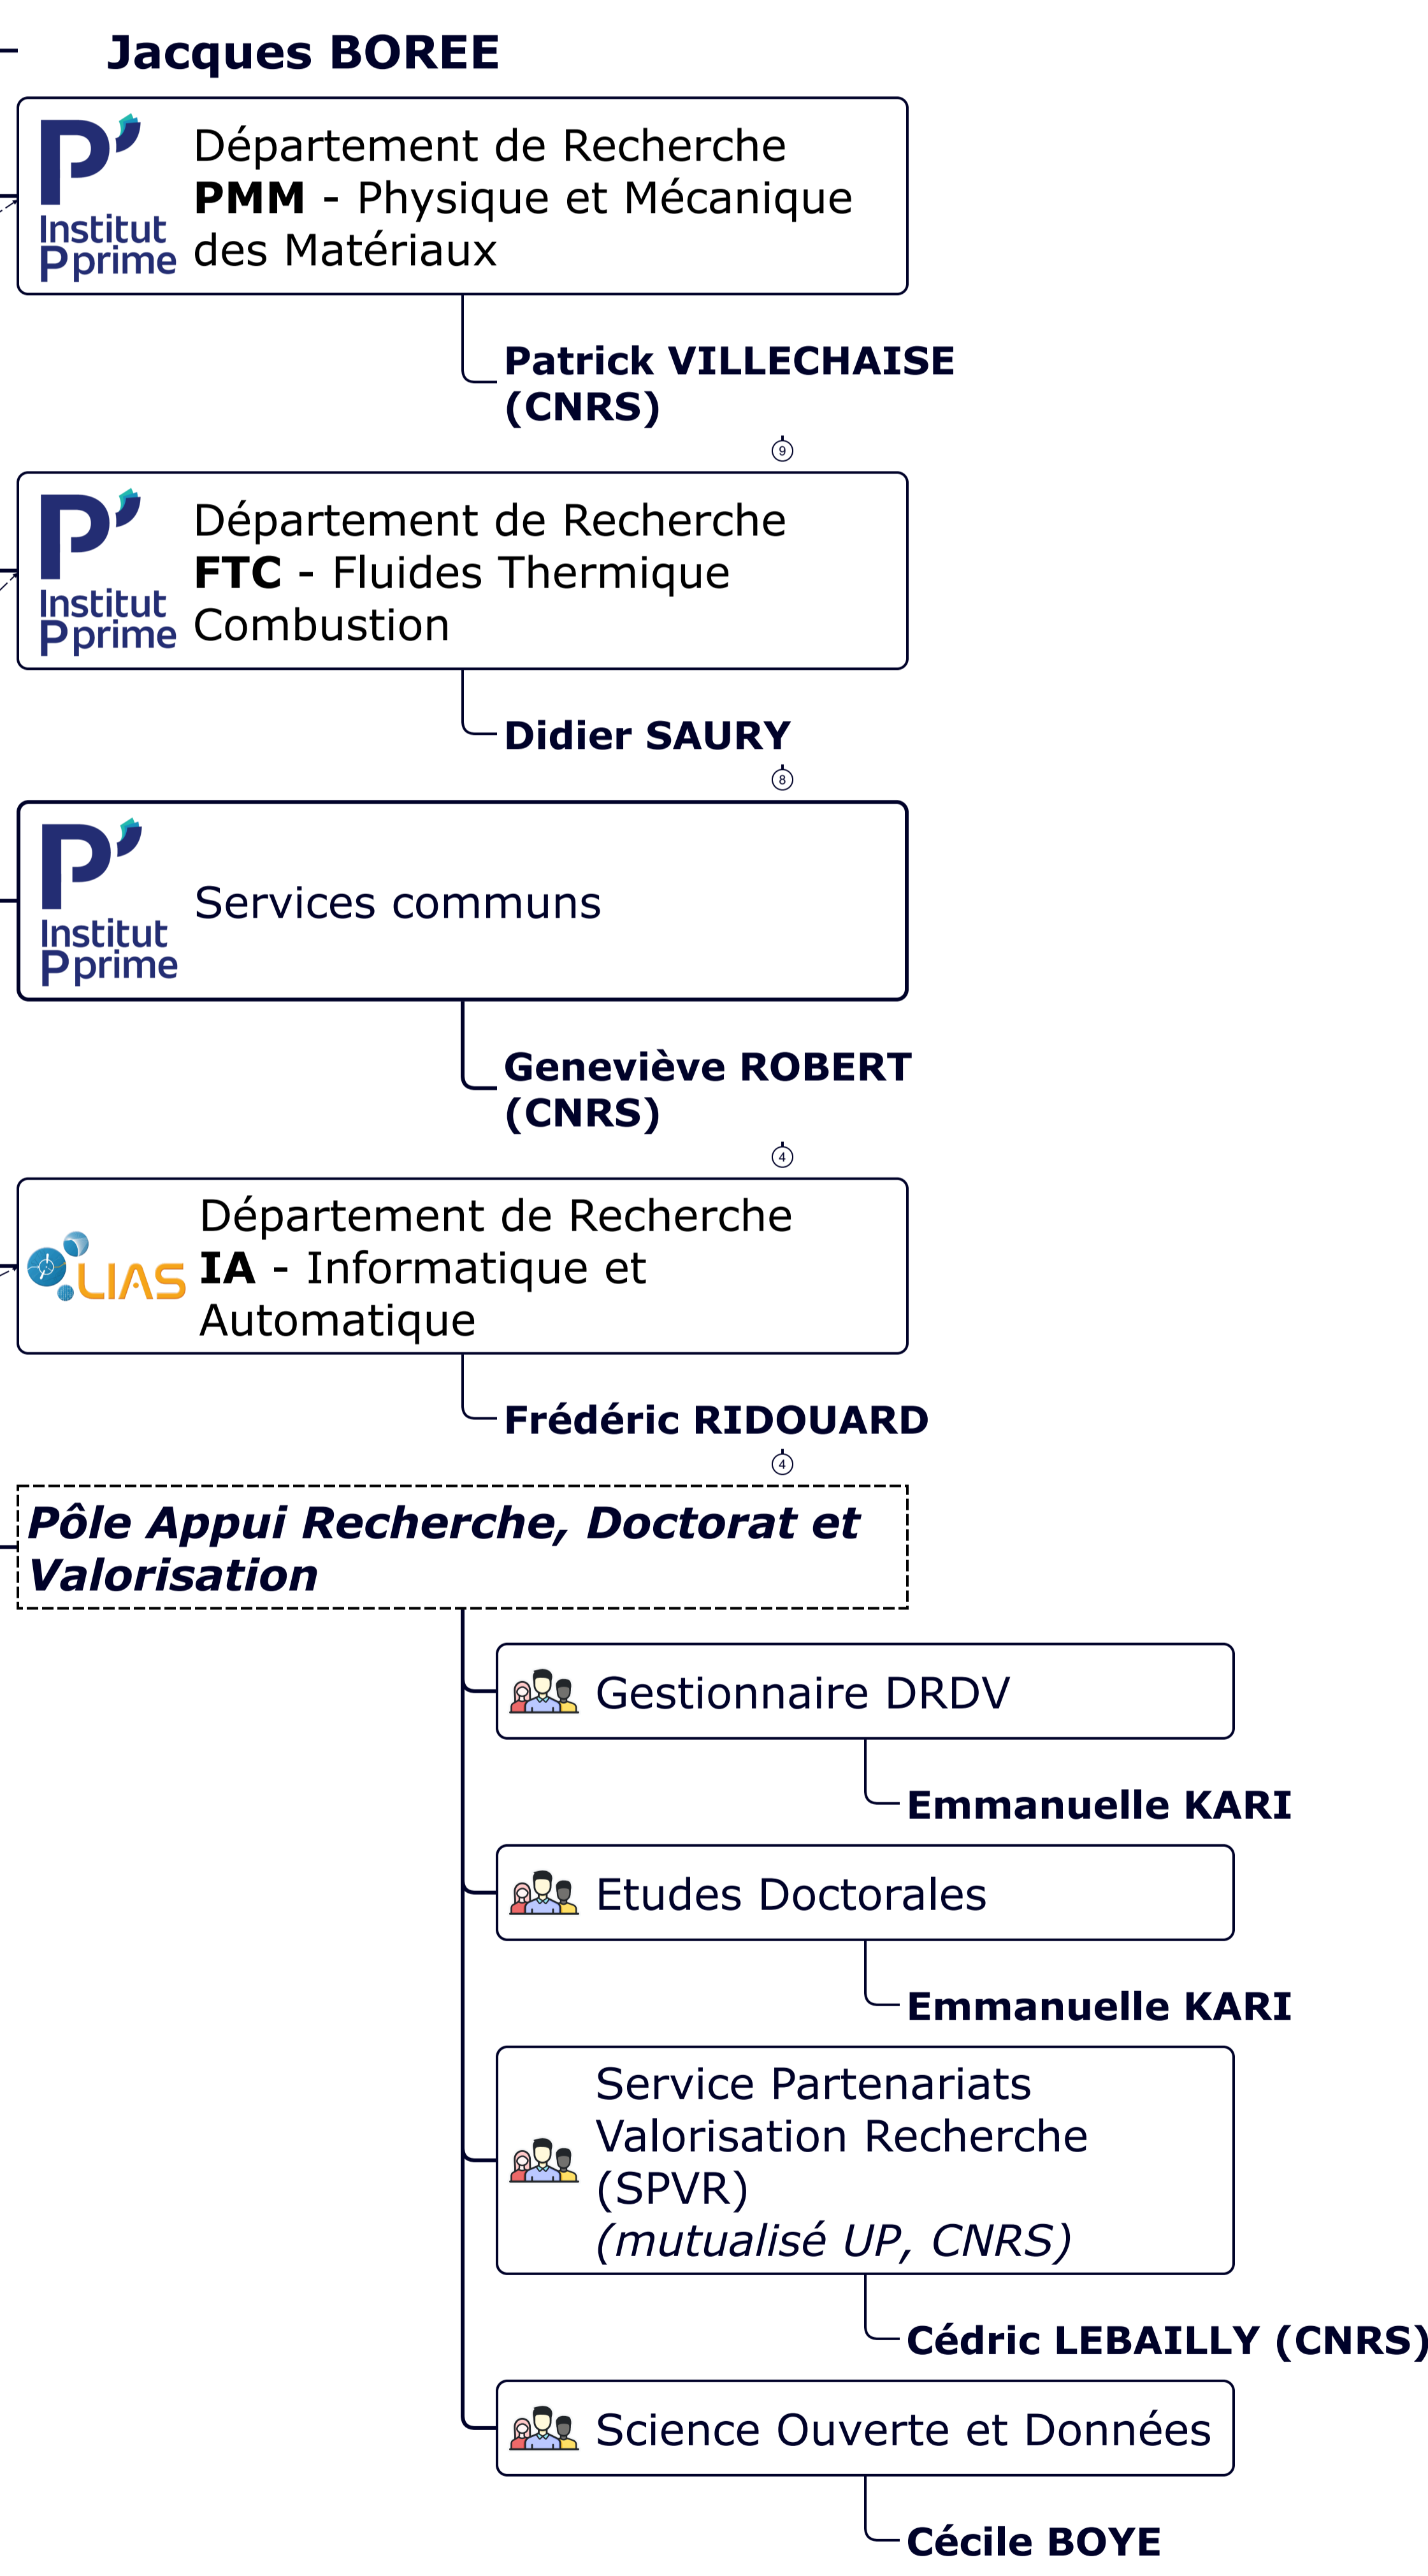 Jacques BOREE
P'
Institut
Pprime
Département de Recherche
PMM - Physique et Mécanique
des Matériaux
Patrick VILLECHAISE
(CNRS)
9
P'
Institut
Pprime
Département de Recherche
FTC - Fluides Thermique
Combustion
Didier SAURY
8
P'
Institut
Pprime
Services communs
Geneviève ROBERT
(CNRS)
4
LIAS
Département de Recherche
IA - Informatique et
Automatique
Frédéric RIDOUARD
4
Pôle Appui Recherche, Doctorat et
Valorisation
Gestionnaire DRDV
Emmanuelle KARI
Etudes Doctorales
Emmanuelle KARI
Service Partenariats
Valorisation Recherche
(SPVR)
(mutualisé UP, CNRS)
Cédric LEBAILLY (CNRS)
Science Ouverte et Données
Cécile BOYE